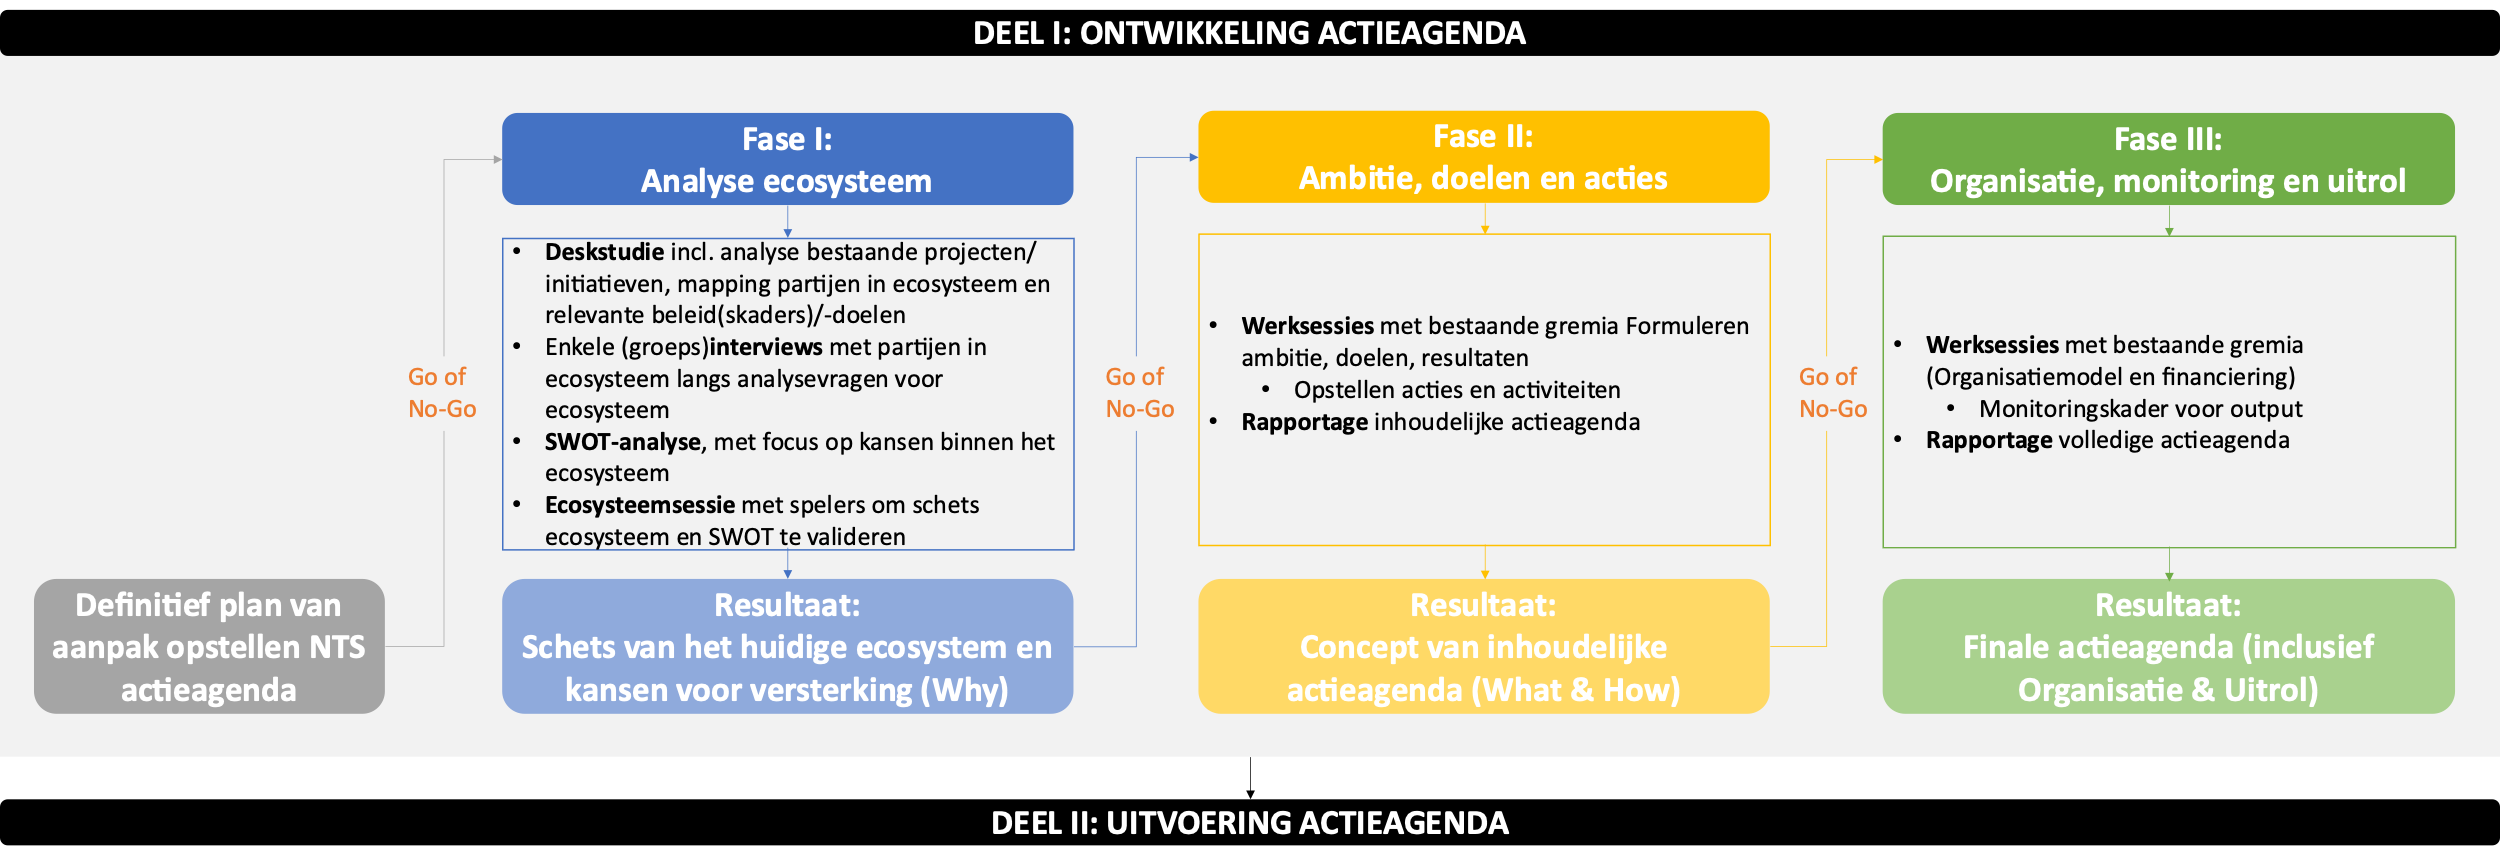 DEEL I: ONTWIKKELING ACTIEAGENDA
Definitief plan van
aanpak opstellen NTS
actieagenda
Go of
No-Go
Fase I:
Analyse ecosysteem
• Deskstudie incl. analyse bestaande projecten/
initiatieven, mapping partijen in ecosysteem en
relevante beleid(skaders)/-doelen
• Enkele (groeps)interviews met partijen in
ecosysteem langs analysevragen voor
ecosysteem
• SWOT-analyse, met focus op kansen binnen het
ecosysteem
• Ecosysteemsessie met spelers om schets
ecosysteem en SWOT te valideren
Resultaat:
Schets van het huidige ecosystem en
kansen voor versterking (Why)
Go of
No-Go
Fase II:
Ambitie, doelen en acties
• Werksessies met bestaande gremia Formuleren
ambitie, doelen, resultaten
• Opstellen acties en activiteiten
• Rapportage inhoudelijke actieagenda
Resultaat:
Concept van inhoudelijke
actieagenda (What & How)
Go of
No-Go
Fase III:
Organisatie, monitoring en uitrol
• Werksessies met bestaande gremia
(Organisatiemodel en financiering)
• Monitoringskader voor output
• Rapportage volledige actieagenda
Resultaat:
Finale actieagenda (inclusief
Organisatie & Uitrol)
DEEL II: UITVOERING ACTIEAGENDA